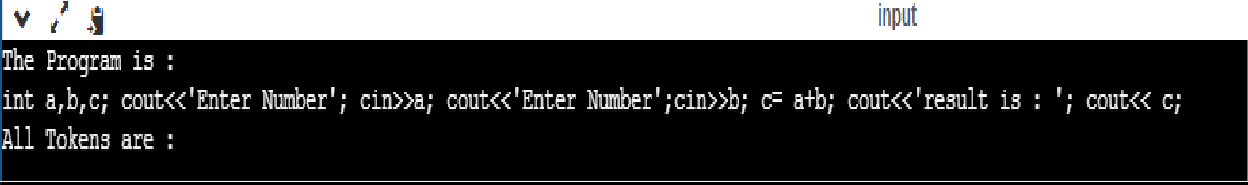 input
The Program is :
int a,b,c; cout<<'Enter Number'; cin>>a; cout<<'Enter Number';cin>>b; c= a+b; cout<<'result is : '; cout<< c;
All Tokens are :